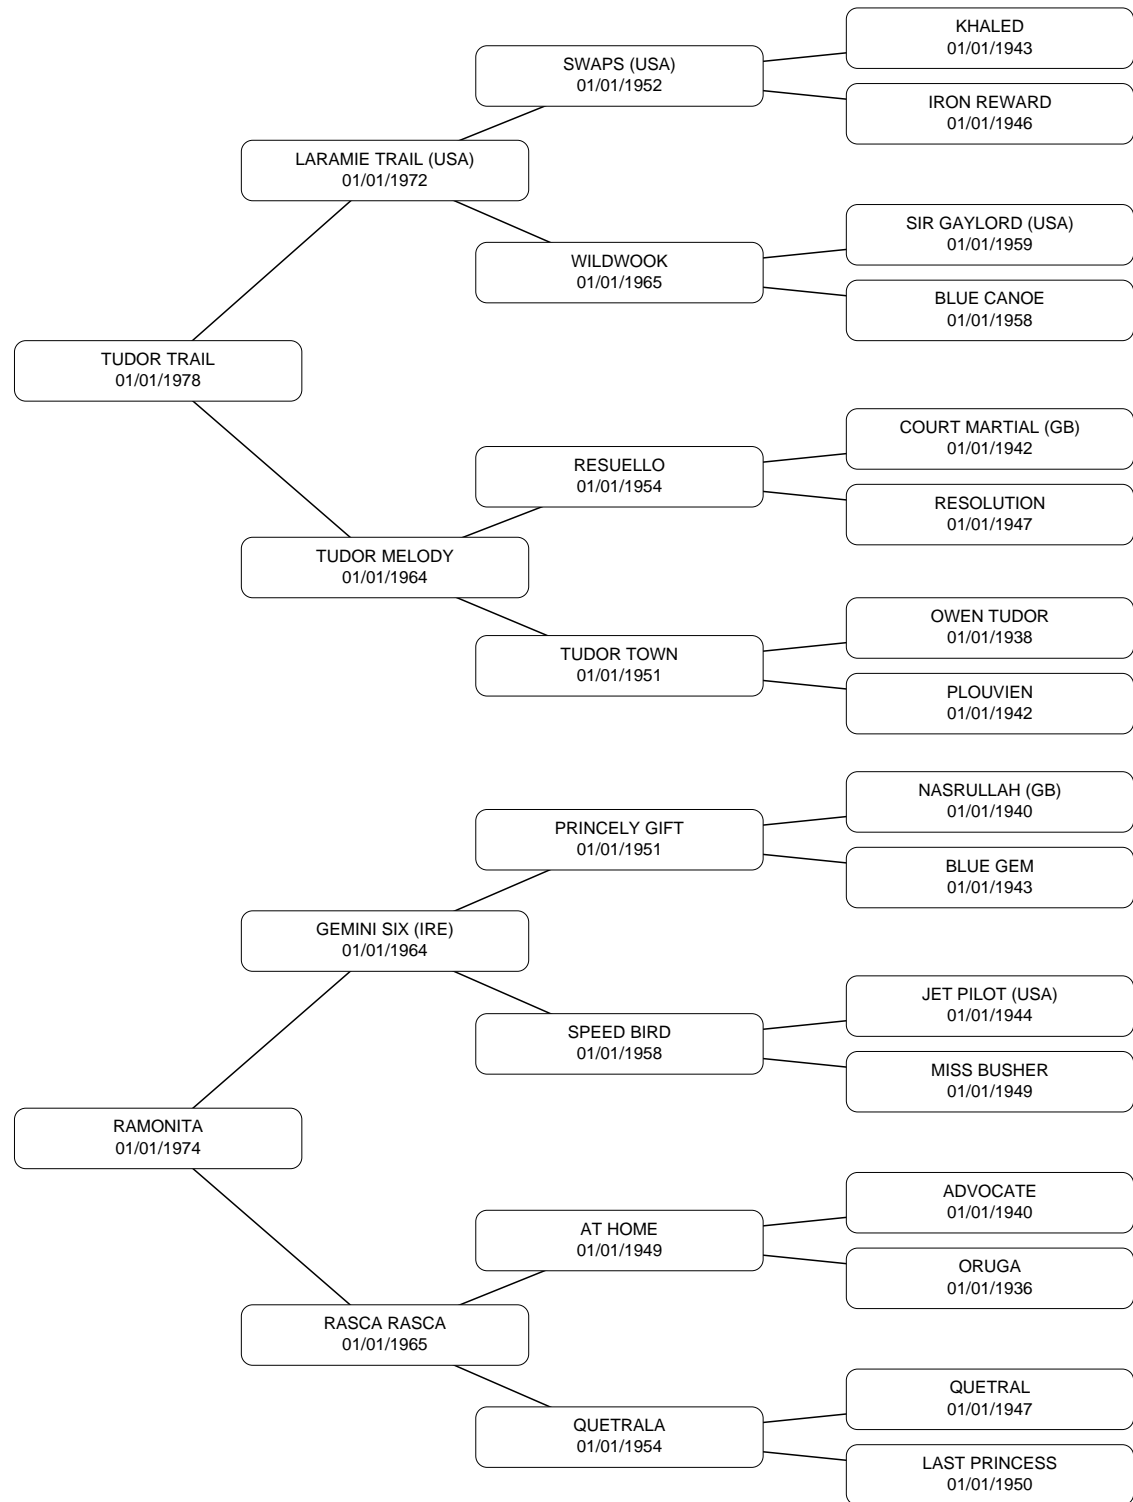 KHALED
01/01/1943
SWAPS (USA)
01/01/1952
IRON REWARD
01/01/1946
LARAMIE TRAIL (USA)
01/01/1972
SIR GAYLORD (USA)
01/01/1959
WILDWOOK
01/01/1965
BLUE CANOE
01/01/1958
TUDOR TRAIL
01/01/1978
COURT MARTIAL (GB)
01/01/1942
RESUELLO
01/01/1954
RESOLUTION
01/01/1947
TUDOR MELODY
01/01/1964
OWEN TUDOR
01/01/1938
TUDOR TOWN
01/01/1951
PLOUVIEN
01/01/1942
NASRULLAH (GB)
01/01/1940
PRINCELY GIFT
01/01/1951
BLUE GEM
01/01/1943
GEMINI SIX (IRE)
01/01/1964
JET PILOT (USA)
01/01/1944
SPEED BIRD
01/01/1958
MISS BUSHER
01/01/1949
RAMONITA
01/01/1974
ADVOCATE
01/01/1940
AT HOME
01/01/1949
ORUGA
01/01/1936
RASCA RASCA
01/01/1965
QUETRAL
01/01/1947
QUETRALA
01/01/1954
LAST PRINCESS
01/01/1950